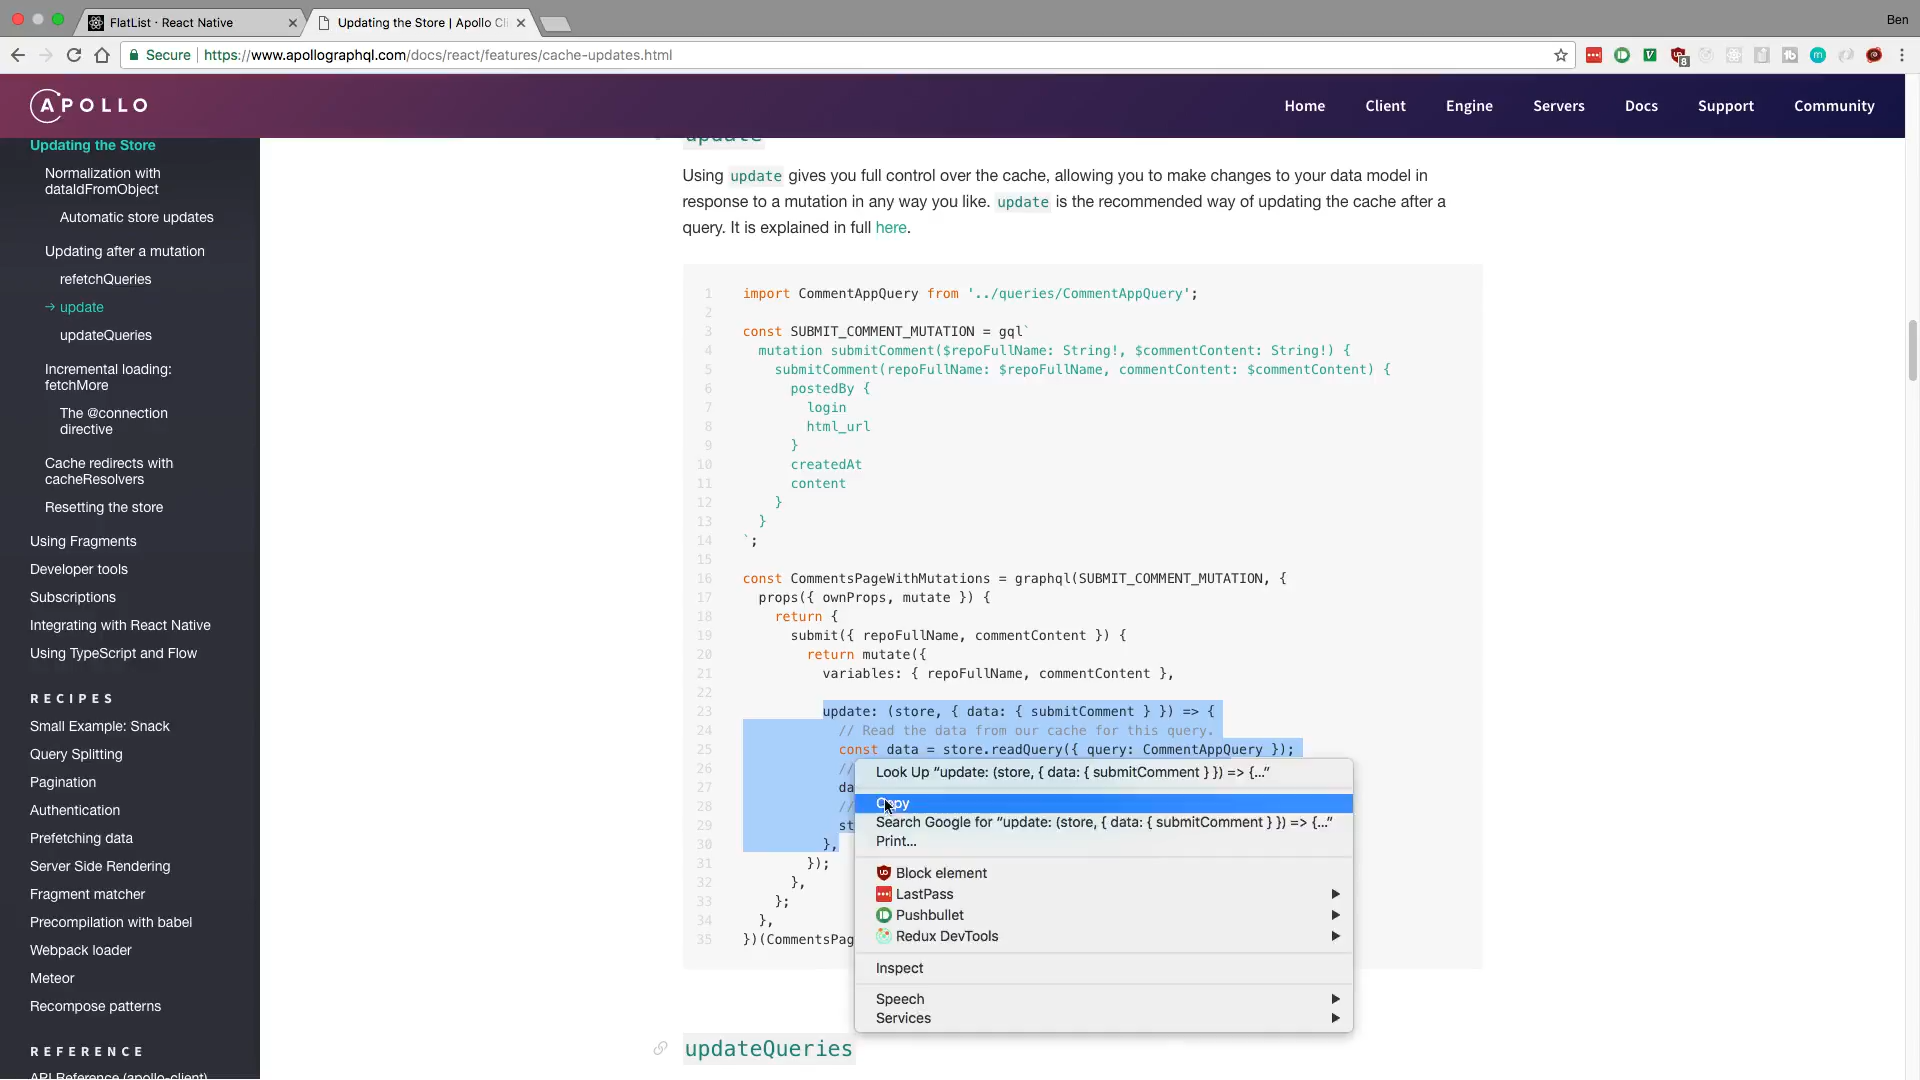 FlatList · React Native
Updating the Store | Apollo Cli
Ben
Secure
https://www.apollographql.com/docs/react/features/cache-updates.html
8
APOLLO
Home
Client
Engine
Servers
Docs
Support
Community
Updating the Store
Normalization with
dataIdFromObject
Automatic store updates
Updating after a mutation
refetchQueries
→ update
updateQueries
Incremental loading:
fetchMore
The @connection
directive
Cache redirects with
cacheResolvers
Resetting the store
Using Fragments
Developer tools
Subscriptions
Integrating with React Native
Using TypeScript and Flow
RECIPES
Small Example: Snack
Query Splitting
Pagination
Authentication
Prefetching data
Server Side Rendering
Fragment matcher
Precompilation with babel
Webpack loader
Meteor
Recompose patterns
REFERENCE
API Reference (apollo-client)
update
Using update gives you full control over the cache, allowing you to make changes to your data model in
response to a mutation in any way you like. update is the recommended way of updating the cache after a
query. It is explained in full here.
1 import CommentAppQuery from '../queries/CommentAppQuery';
2
3 const SUBMIT_COMMENT_MUTATION = gql`
4 mutation submitComment($repoFullName: String!, $commentContent: String!) {
5 submitComment(repoFullName: $repoFullName, commentContent: $commentContent) {
6 postedBy {
7 login
8 html_url
9 }
10 createdAt
11 content
12 }
13 }
14 `;
15
16 const CommentsPageWithMutations = graphql(SUBMIT_COMMENT_MUTATION, {
17 props({ ownProps, mutate }) {
18 return {
19 submit({ repoFullName, commentContent }) {
20 return mutate({
21 variables: { repoFullName, commentContent },
22
23 update: (store, { data: { submitComment } }) => {
24 // Read the data from our cache for this query.
25 const data = store.readQuery({ query: CommentAppQuery });
26 //
27 da
28 //
29 st
30 },
31 });
32 },
33 };
34 },
35 })(CommentsPag
Look Up “update: (store, { data: { submitComment } }) => {...”
Copy
Search Google for “update: (store, { data: { submitComment } }) => {...”
Print...
Block element
LastPass
Pushbullet
Redux DevTools
Inspect
Speech
Services
updateQueries